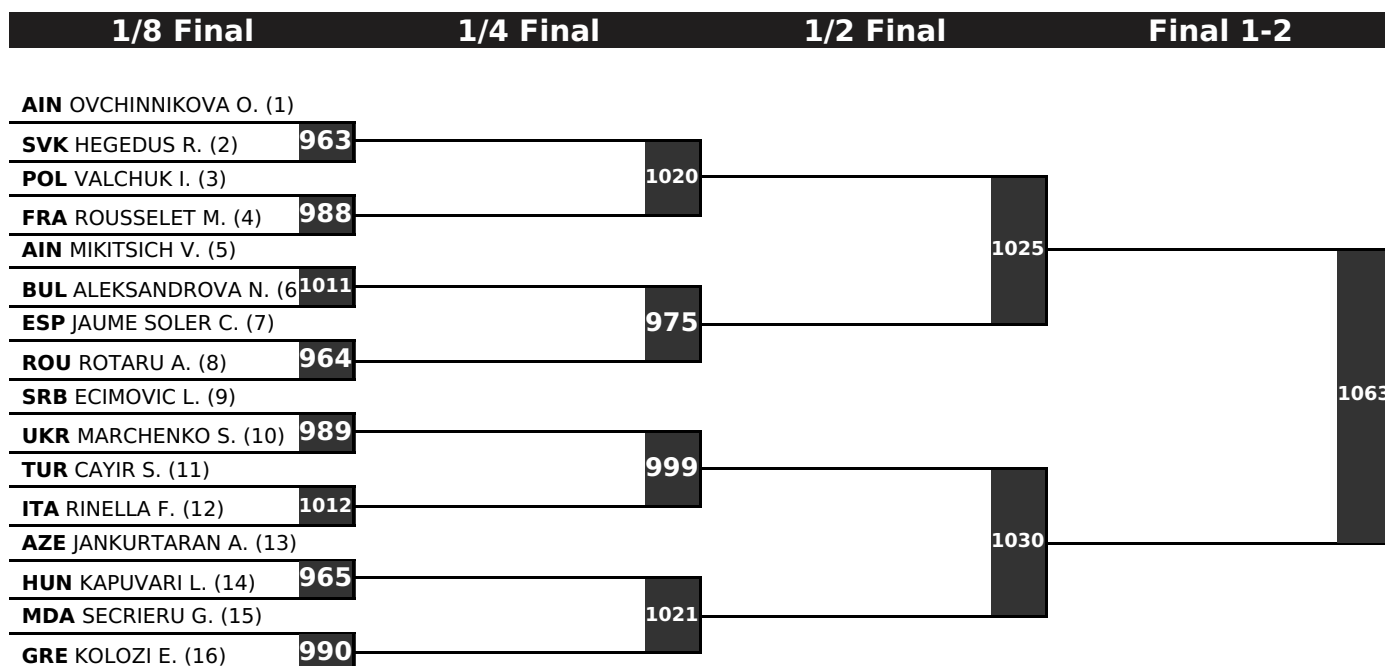 1/8 Final 1/4 Final 1/2 Final Final 1-2
AIN OVCHINNIKOVA O. (1)
963
SVK HEGEDUS R. (2)
POL VALCHUK I. (3)
1020
FRA ROUSSELET M. (4)
988
AIN MIKITSICH V. (5)
1025
BUL ALEKSANDROVA N. (6
1011
ESP JAUME SOLER C. (7)
975
ROU ROTARU A. (8)
964
SRB ECIMOVIC L. (9)
1063
UKR MARCHENKO S. (10)
989
TUR CAYIR S. (11)
999
ITA RINELLA F. (12)
1012
AZE JANKURTARAN A. (13)
1030
HUN KAPUVARI L. (14)
965
MDA SECRIERU G. (15)
1021
GRE KOLOZI E. (16)
990